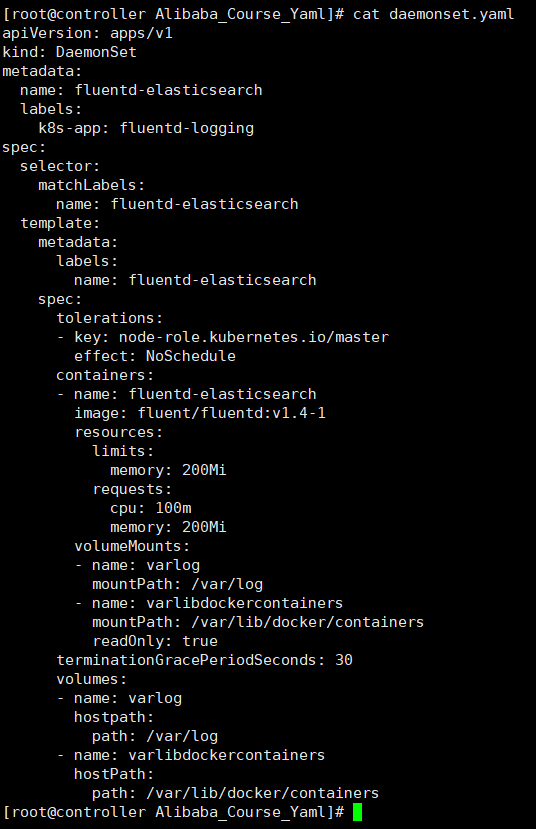 [root@controller Alibaba_Course_Yaml]# cat daemonset.yaml
apiVersion: apps/v1
kind: DaemonSet
metadata:
  name: fluentd-elasticsearch
  labels:
    k8s-app: fluentd-logging
spec:
  selector:
    matchLabels:
      name: fluentd-elasticsearch
  template:
    metadata:
      labels:
        name: fluentd-elasticsearch
    spec:
      tolerations:
      - key: node-role.kubernetes.io/master
        effect: NoSchedule
      containers:
      - name: fluentd-elasticsearch
        image: fluent/fluentd:v1.4-1
        resources:
          limits:
            memory: 200Mi
          requests:
            cpu: 100m
            memory: 200Mi
        volumeMounts:
        - name: varlog
          mountPath: /var/log
        - name: varlibdockercontainers
          mountPath: /var/lib/docker/containers
          readOnly: true
      terminationGracePeriodSeconds: 30
      volumes:
      - name: varlog
        hostpath:
          path: /var/log
      - name: varlibdockercontainers
        hostPath:
          path: /var/lib/docker/containers
[root@controller Alibaba_Course_Yaml]#